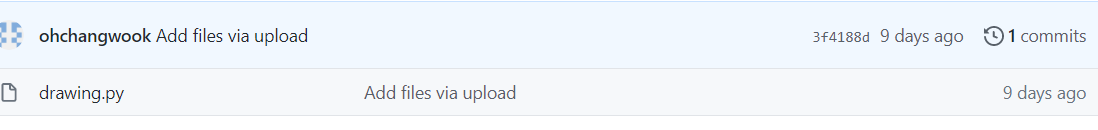 ohchangwook Add files via upload 3f4188d 9 days ago 1 commits
drawing.py Add files via upload 9 days ago